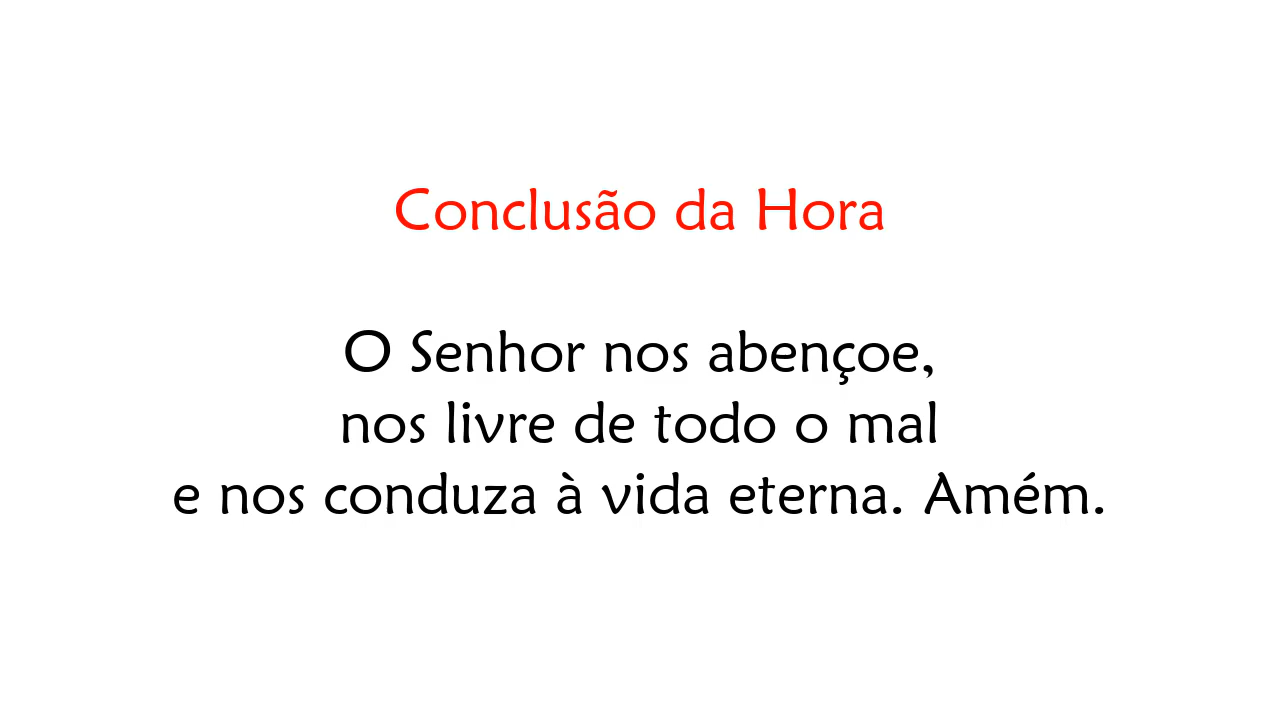 Conclusão da Hora
O Senhor nos abençoe,
nos livre de todo o mal
e nos conduza à vida eterna. Amém.